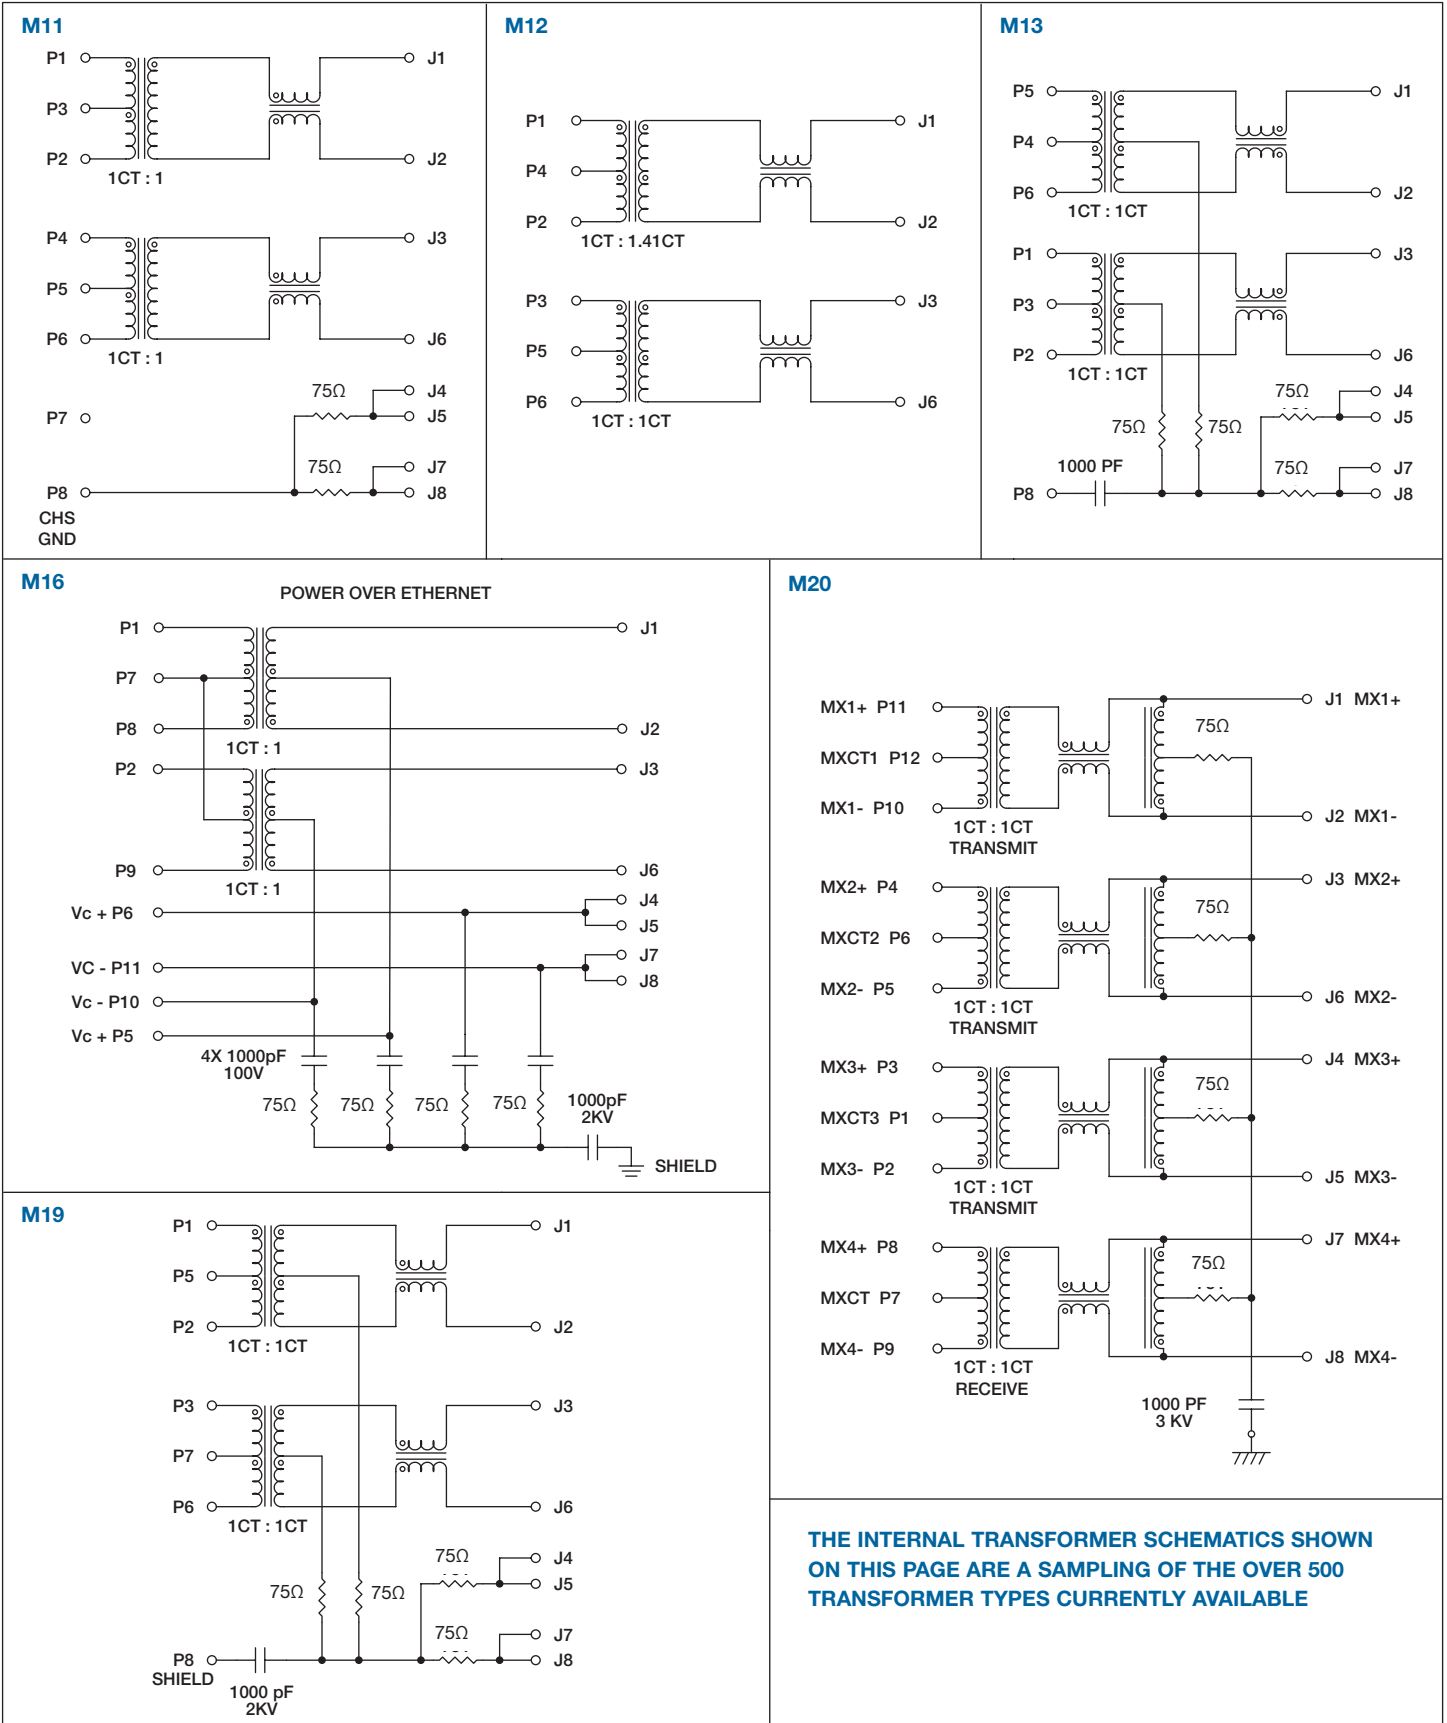 M11
P1
J1
P3
P2
J2
1CT : 1
P4
J3
P5
P6
J6
1CT : 1
75Ω
J4
P7
J5
75Ω
J7
P8
J8
CHS
GND
M12
P1
J1
P4
P2
J2
1CT : 1.41CT
P3
J3
P5
P6
J6
1CT : 1CT
M13
P5
J1
P4
P6
J2
1CT : 1CT
P1
J3
P3
P2
J6
1CT : 1CT
75Ω
J4
J5
75Ω
75Ω
1000 PF
75Ω
J7
P8
J8
M16
POWER OVER ETHERNET
P1
J1
P7
P8
J2
1CT : 1
P2
J3
P9
J6
1CT : 1
J4
Vc + P6
J5
J7
VC - P11
J8
Vc - P10
Vc + P5
4X 1000pF
100V
75Ω
75Ω
75Ω
75Ω
1000pF
2KV
SHIELD
M20
MX1+ P11
J1 MX1+
75Ω
MXCT1 P12
MX1- P10
J2 MX1-
1CT : 1CT
TRANSMIT
MX2+ P4
J3 MX2+
75Ω
MXCT2 P6
MX2- P5
J6 MX2-
1CT : 1CT
TRANSMIT
MX3+ P3
J4 MX3+
75Ω
MXCT3 P1
MX3- P2
J5 MX3-
1CT : 1CT
TRANSMIT
MX4+ P8
J7 MX4+
75Ω
MXCT P7
MX4- P9
J8 MX4-
1CT : 1CT
RECEIVE
1000 PF
3 KV
M19
P1
J1
P5
P2
J2
1CT : 1CT
P3
J3
P7
P6
J6
1CT : 1CT
75Ω
J4
J5
75Ω
75Ω
75Ω
J7
P8
J8
SHIELD
1000 pF
2KV
THE INTERNAL TRANSFORMER SCHEMATICS SHOWN
ON THIS PAGE ARE A SAMPLING OF THE OVER 500
TRANSFORMER TYPES CURRENTLY AVAILABLE